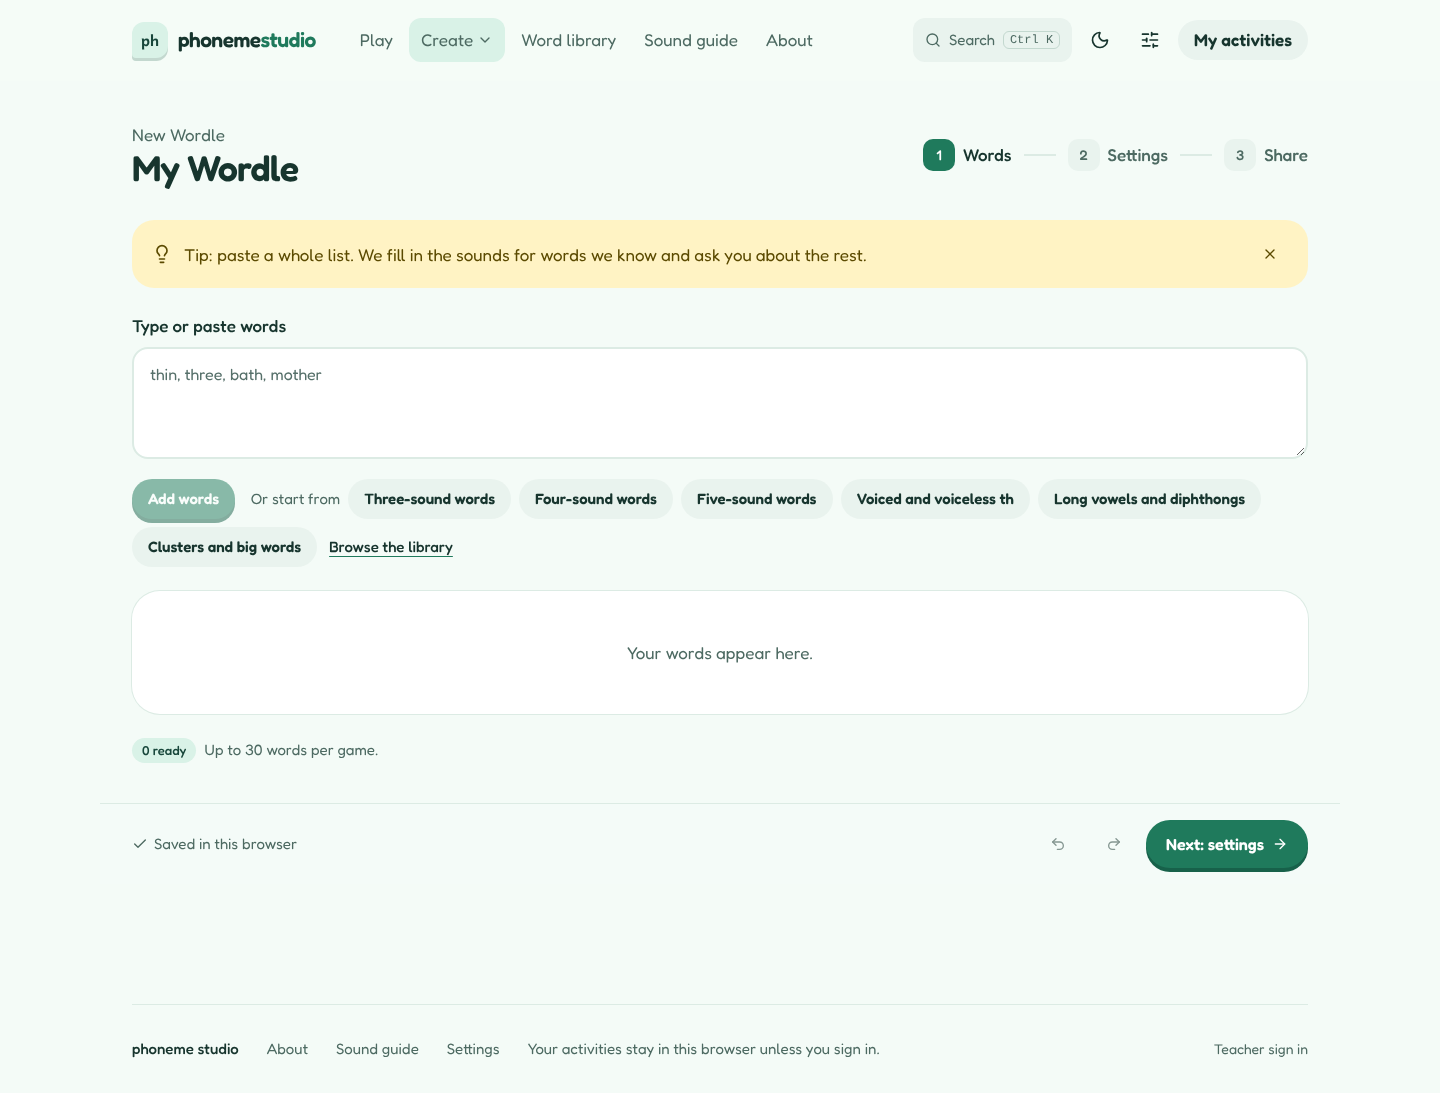 ph phonemestudio Play Create Word library Sound guide About Search Ctrl K My activities
New Wordle
My Wordle
1 Words 2 Settings 3 Share
Tip: paste a whole list. We fill in the sounds for words we know and ask you about the rest.
Type or paste words
thin, three, bath, mother
Add words Or start from Three-sound words Four-sound words Five-sound words Voiced and voiceless th Long vowels and diphthongs
Clusters and big words Browse the library
Your words appear here.
0 ready Up to 30 words per game.
Saved in this browser Next: settings
phoneme studio About Sound guide Settings Your activities stay in this browser unless you sign in. Teacher sign in